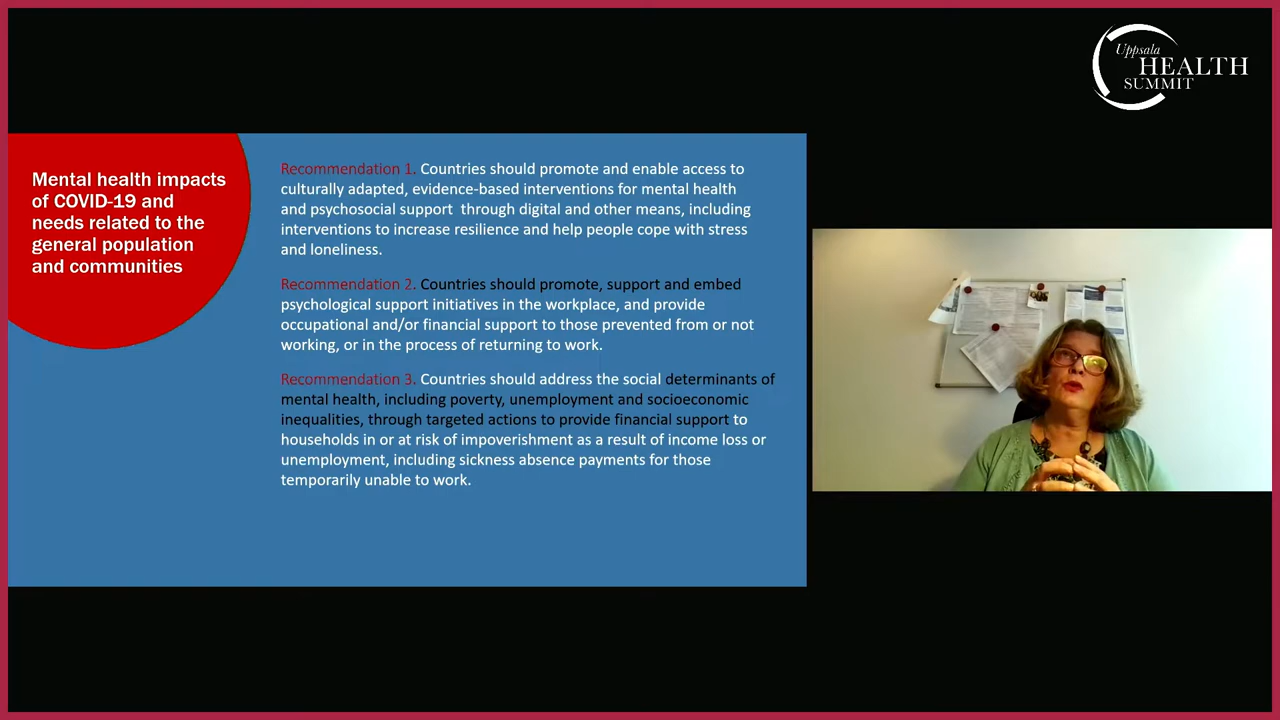 Uppsala
HEALTH
SUMMIT
Mental health impacts
of COVID-19 and
needs related to the
general population
and communities
Recommendation 1. Countries should promote and enable access to
culturally adapted, evidence-based interventions for mental health
and psychosocial support through digital and other means, including
interventions to increase resilience and help people cope with stress
and loneliness.
Recommendation 2. Countries should promote, support and embed
psychological support initiatives in the workplace, and provide
occupational and/or financial support to those prevented from or not
working, or in the process of returning to work.
Recommendation 3. Countries should address the social determinants of
mental health, including poverty, unemployment and socioeconomic
inequalities, through targeted actions to provide financial support to
households in or at risk of impoverishment as a result of income loss or
unemployment, including sickness absence payments for those
temporarily unable to work.